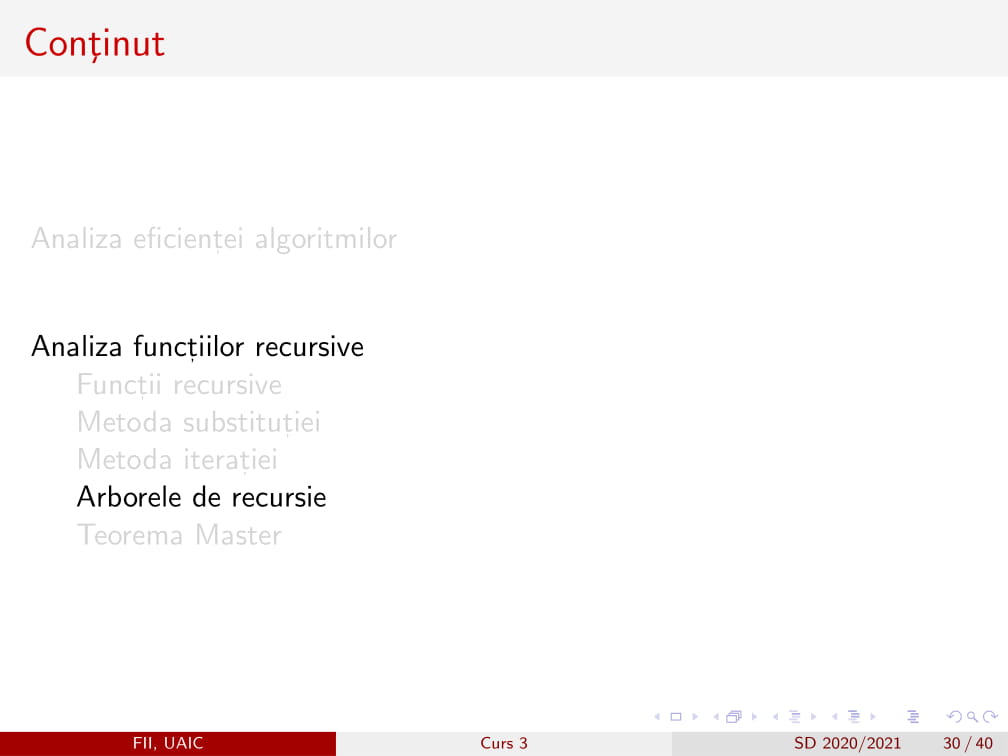 Conținut
Analiza eficienței algoritmilor
Analiza funcțiilor recursive
Funcții recursive
Metoda substituției
Metoda iterației
Arborele de recursie
Teorema Master
FII, UAIC
Curs 3
SD 2020/2021
30 / 40